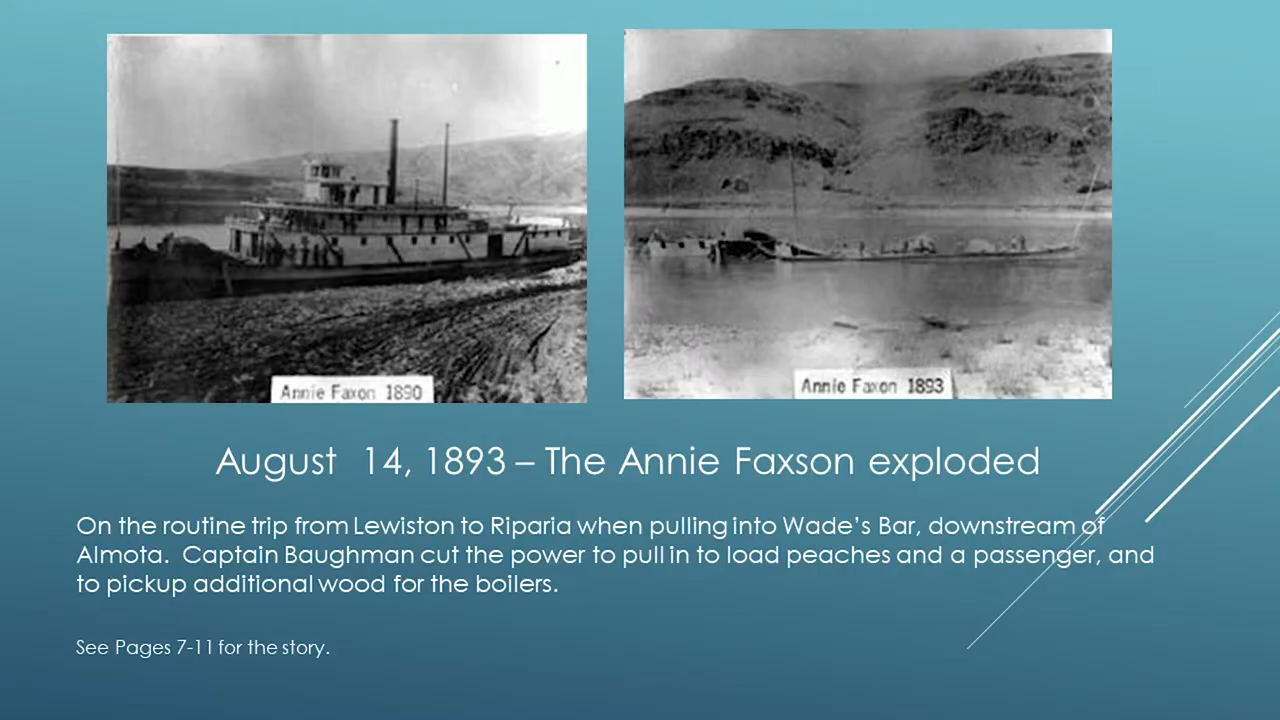 Annie Faxon 1890
Annie Faxon 1893
August 14, 1893 – The Annie Faxson exploded
On the routine trip from Lewiston to Riparia when pulling into Wade's Bar, downstream of
Almota. Captain Baughman cut the power to pull in to load peaches and a passenger, and
to pickup additional wood for the boilers.
See Pages 7-11 for the story.